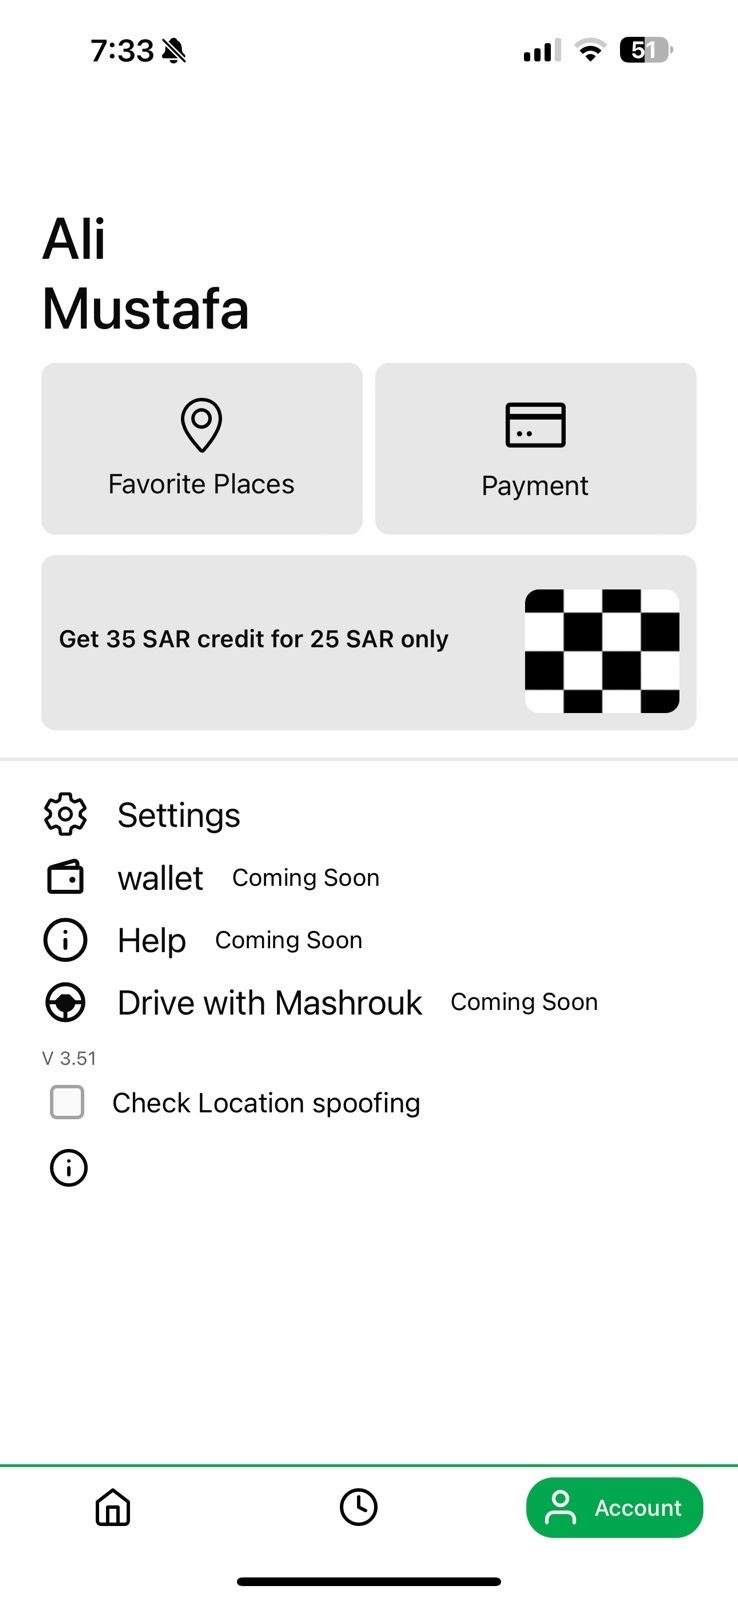 7:33
51
Ali
Mustafa
Favorite Places
Payment
Get 35 SAR credit for 25 SAR only
Settings
wallet Coming Soon
Help Coming Soon
Drive with Mashrouk Coming Soon
V 3.51
Check Location spoofing
Account